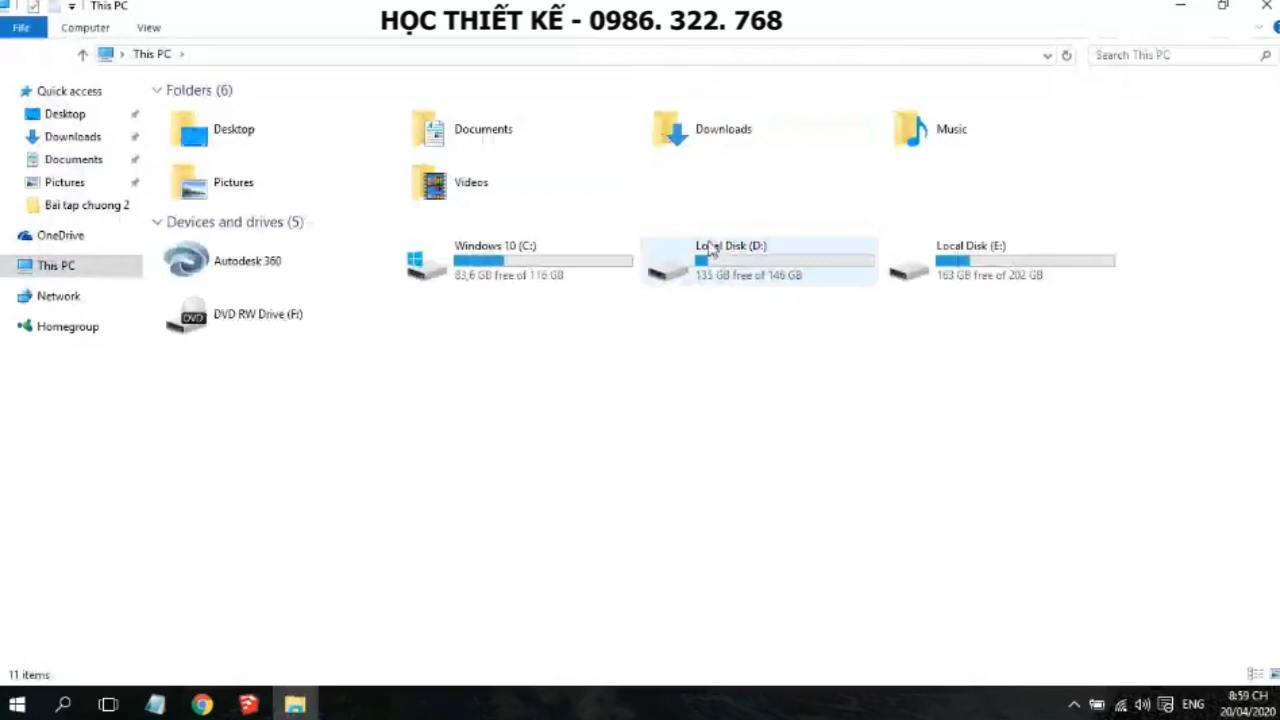 This PC
HỌC THIẾT KẾ - 0986. 322. 768
File
Computer
View
This PC
Search This PC
Quick access
Desktop
Downloads
Documents
Pictures
Bai tap chuong 2
OneDrive
This PC
Network
Homegroup
Folders (6)
Desktop
Documents
Downloads
Music
Pictures
Videos
Devices and drives (5)
Autodesk 360
Windows 10 (C:)
83,6 GB free of 116 GB
Local Disk (D:)
135 GB free of 146 GB
Local Disk (E:)
163 GB free of 202 GB
DVD
DVD RW Drive (F:)
11 items
ENG
8:59 CH
20/04/2020